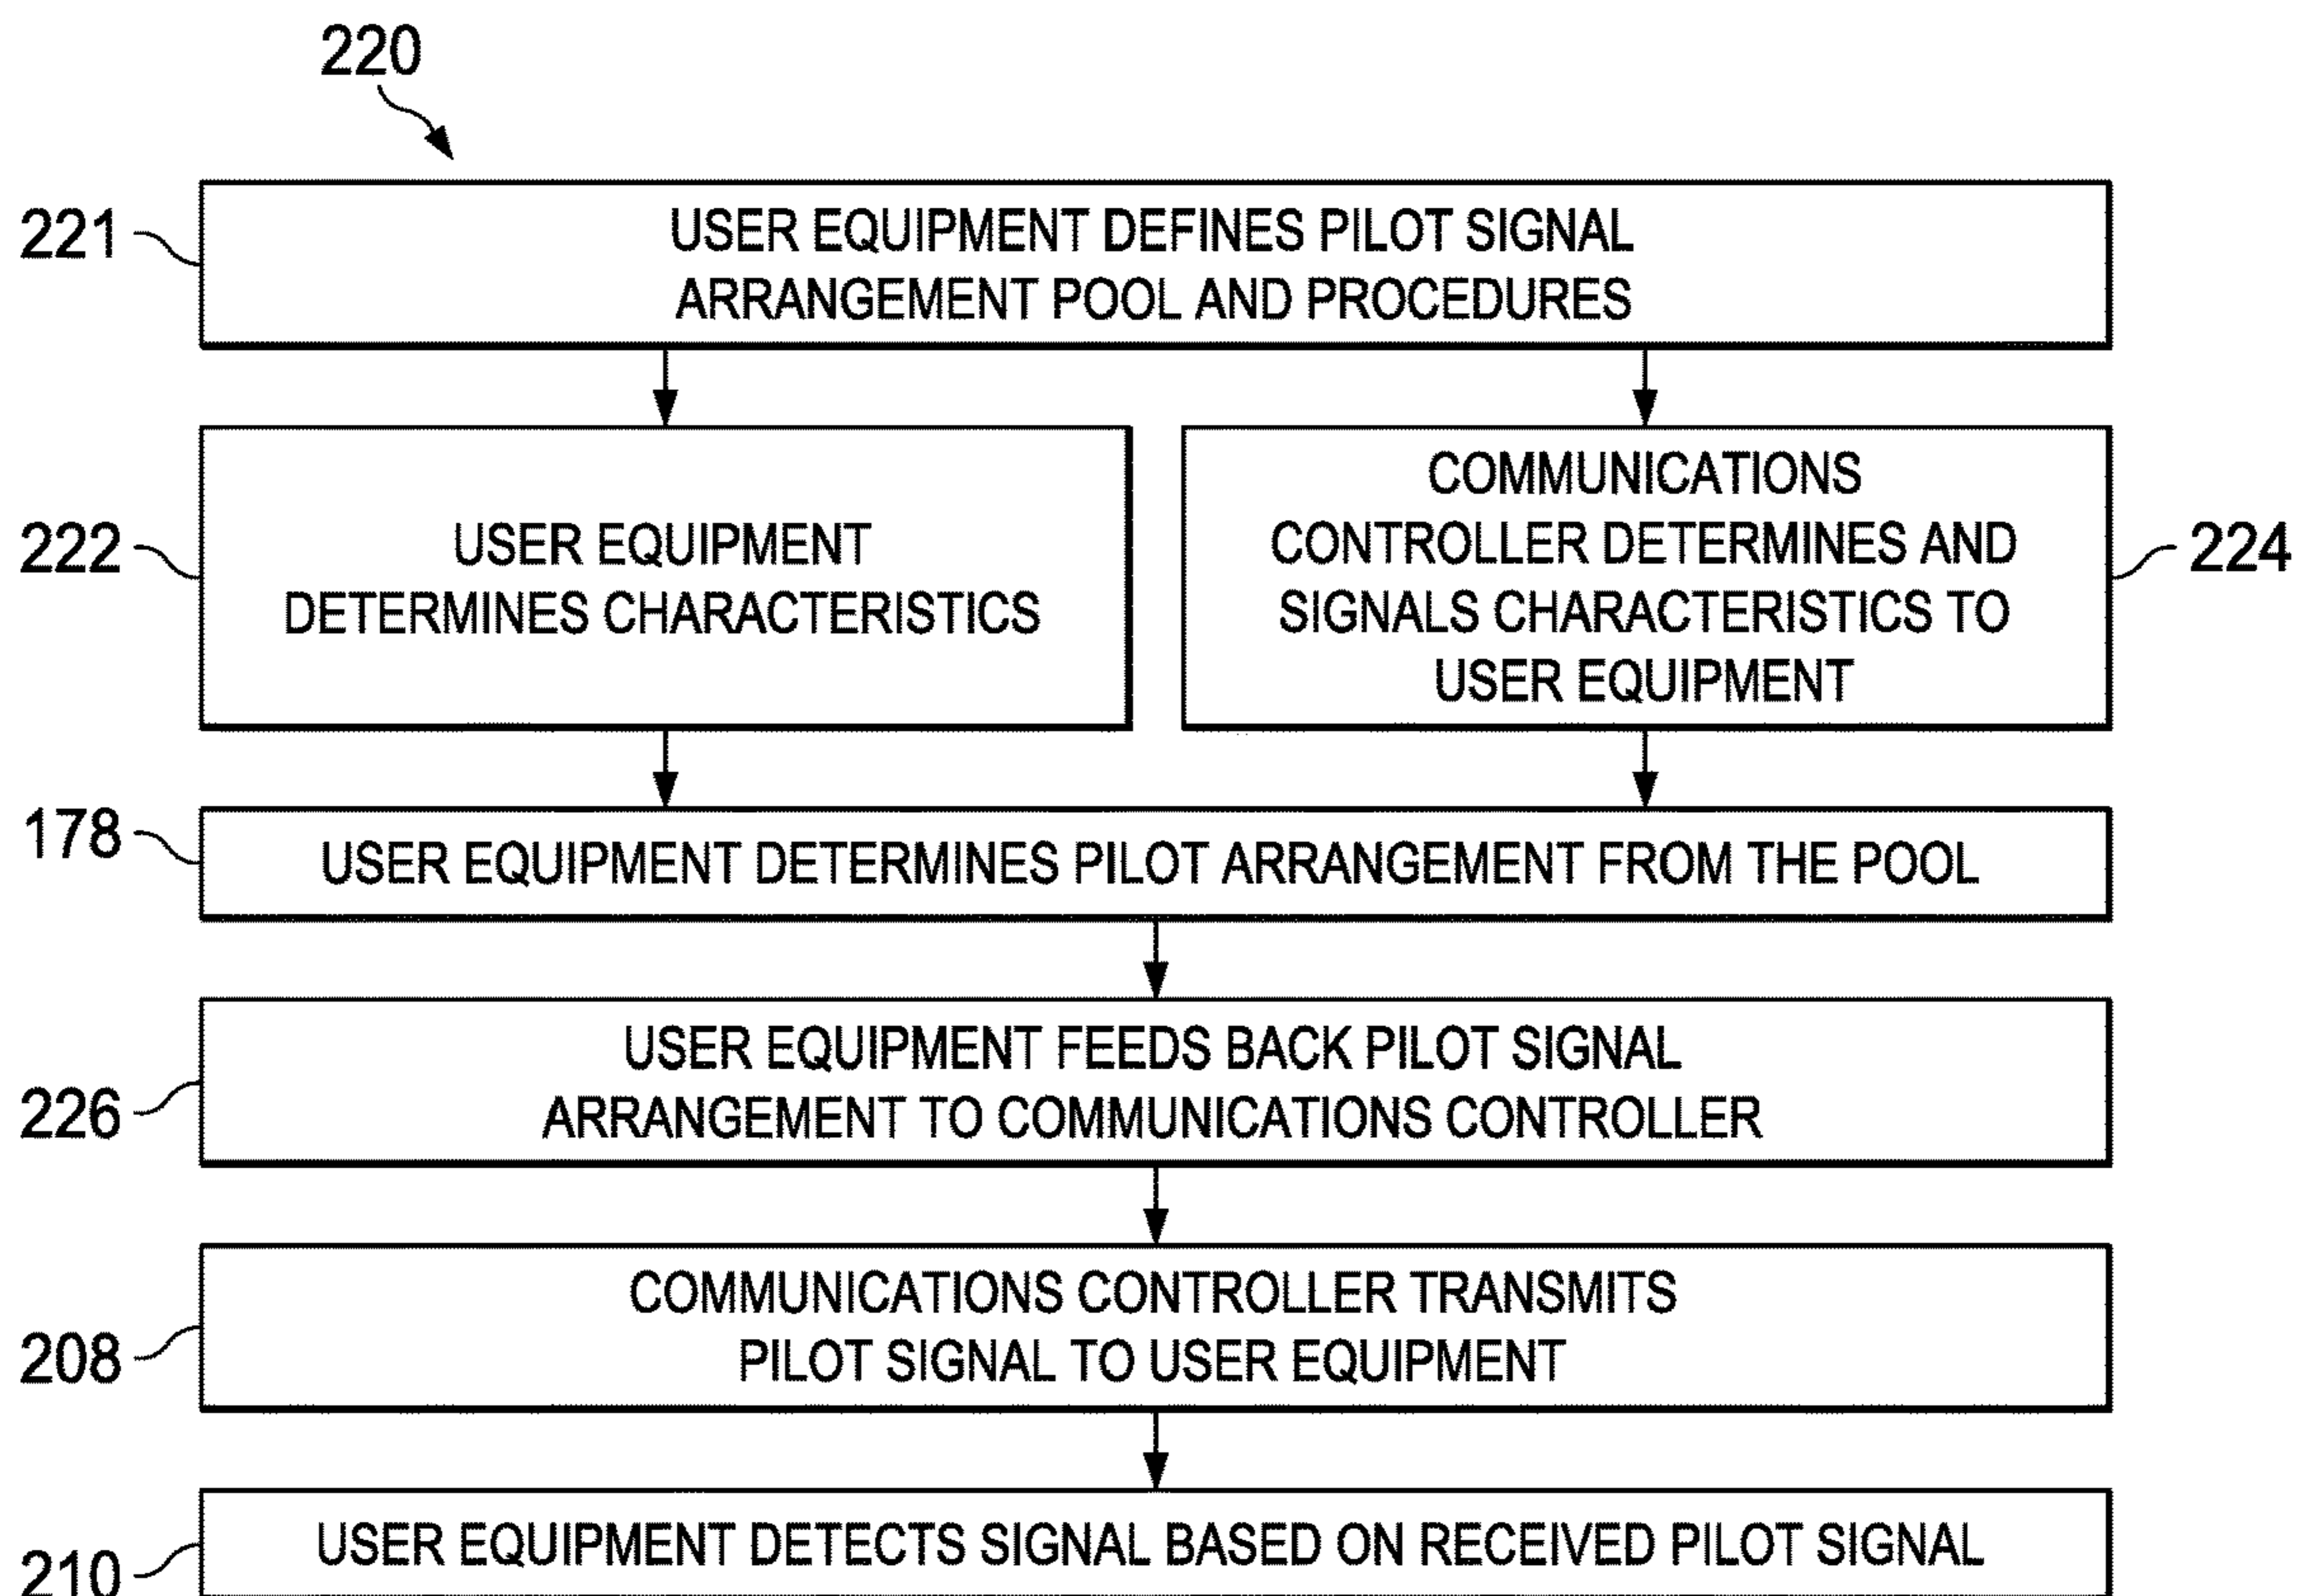 220
221
USER EQUIPMENT DEFINES PILOT SIGNAL
ARRANGEMENT POOL AND PROCEDURES
222
USER EQUIPMENT
DETERMINES CHARACTERISTICS
COMMUNICATIONS
CONTROLLER DETERMINES AND
SIGNALS CHARACTERISTICS TO
USER EQUIPMENT
224
178
USER EQUIPMENT DETERMINES PILOT ARRANGEMENT FROM THE POOL
226
USER EQUIPMENT FEEDS BACK PILOT SIGNAL
ARRANGEMENT TO COMMUNICATIONS CONTROLLER
208
COMMUNICATIONS CONTROLLER TRANSMITS
PILOT SIGNAL TO USER EQUIPMENT
210
USER EQUIPMENT DETECTS SIGNAL BASED ON RECEIVED PILOT SIGNAL